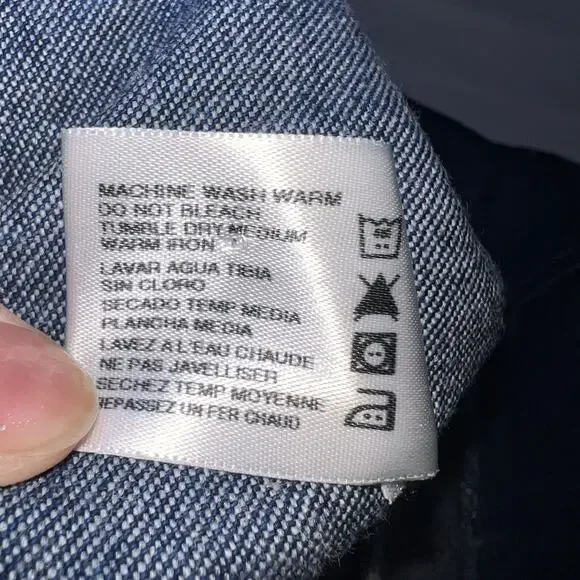 MACHINE WASH WARM
DO NOT BLEACH
TUMBLE DRY MEDIUM
WARM IRON
LAVAR AGUA TIBIA
SIN CLORO
SECADO TEMP MEDIA
PLANCHA MEDIA
LAVEZ A L'EAU CHAUDE
NE PAS JAVELLISER
SECHEZ TEMP MOYENNE
REPASSEZ UN FER CHAUD